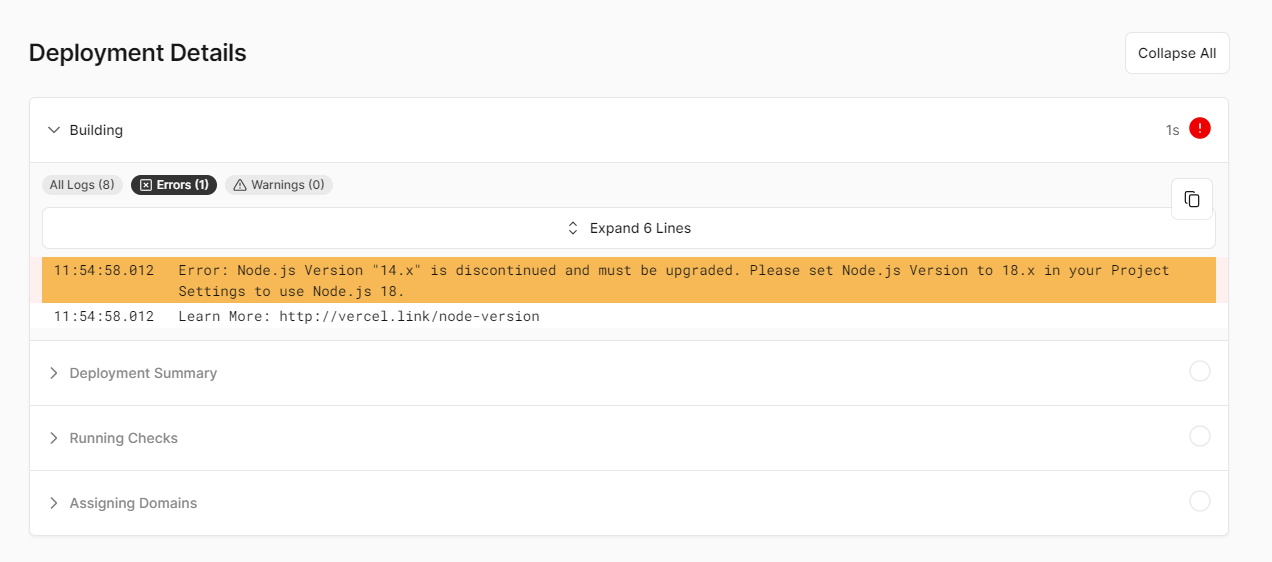 Deployment Details
Collapse All
Building
1s
All Logs (8)
Errors (1)
Warnings (0)
Expand 6 Lines
11:54:58.012 Error: Node.js Version "14.x" is discontinued and must be upgraded. Please set Node.js Version to 18.x in your Project
Settings to use Node.js 18.
11:54:58.012 Learn More: http://vercel.link/node-version
Deployment Summary
Running Checks
Assigning Domains